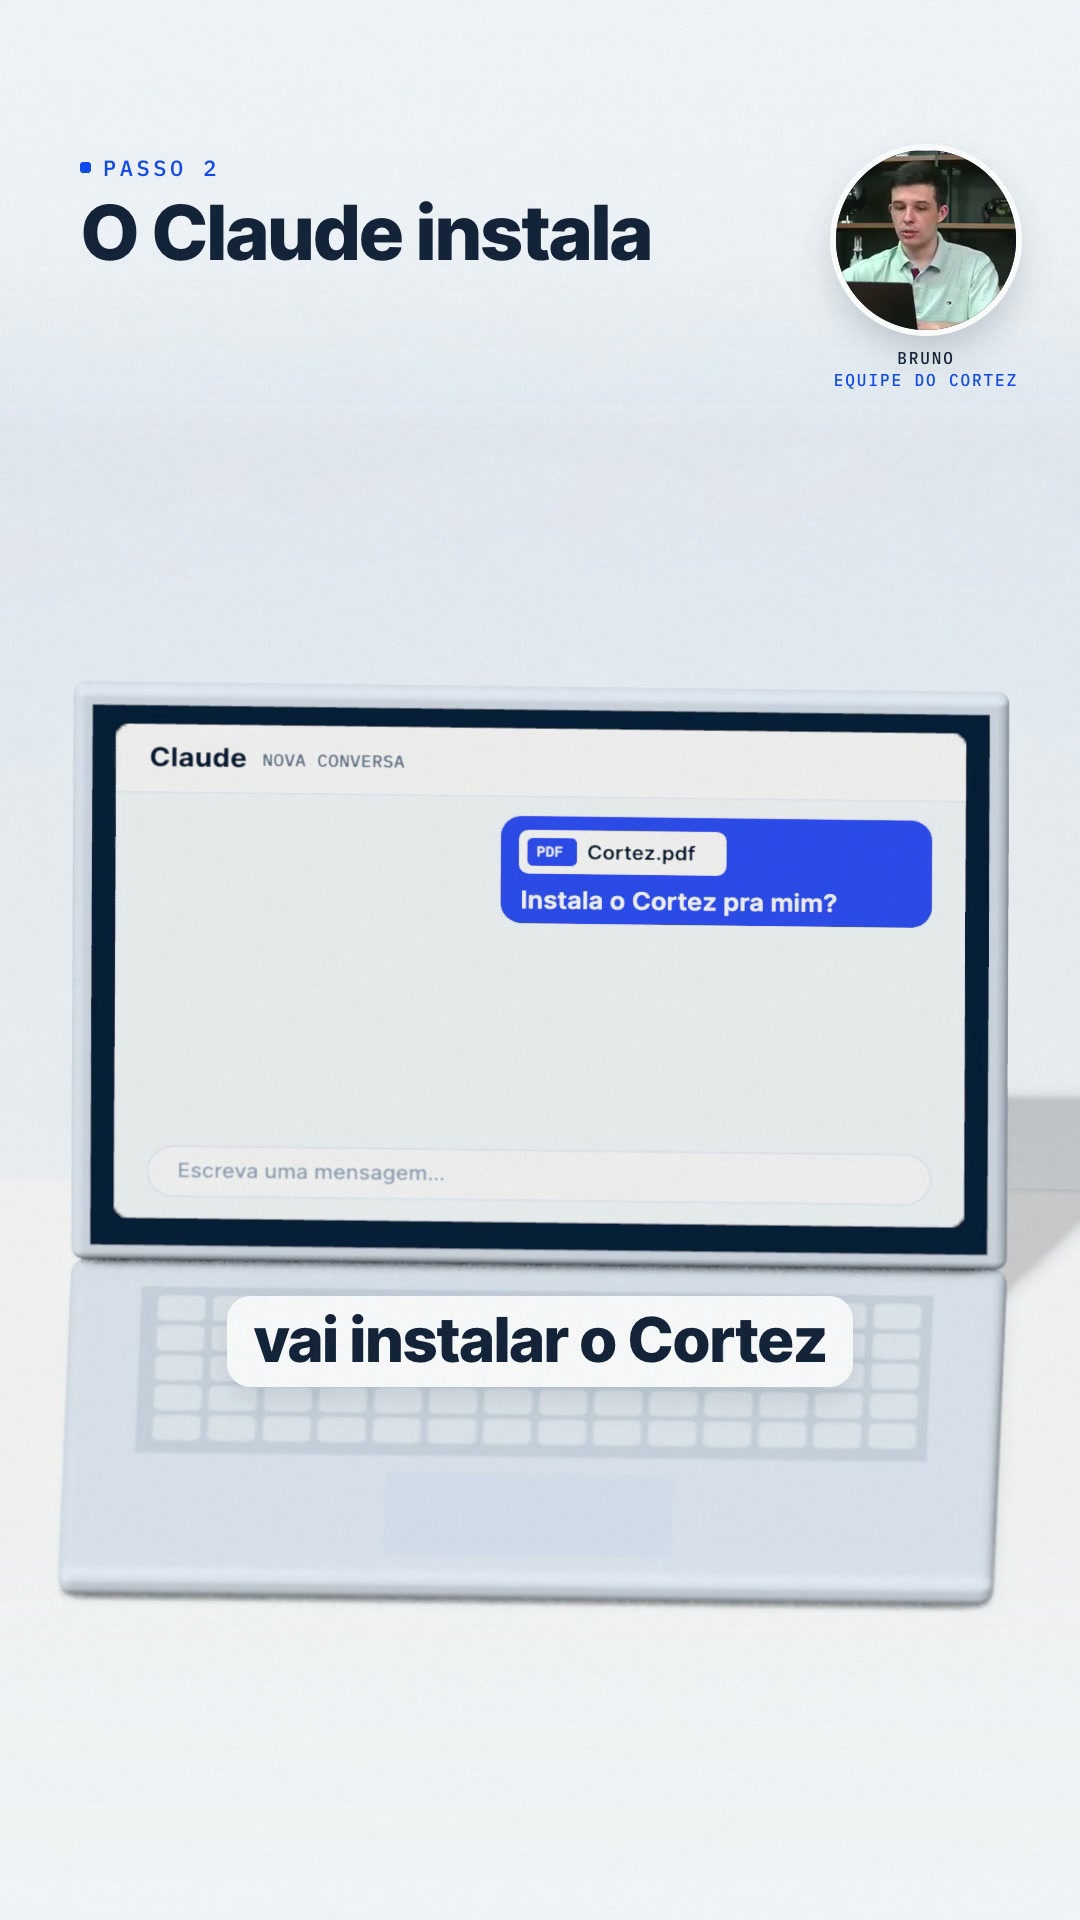 PASSO 2
O Claude instala
BRUNO
EQUIPE DO CORTEZ
Claude NOVA CONVERSA
PDF Cortez.pdf
Instala o Cortez pra mim?
Escreva uma mensagem...
vai instalar o Cortez